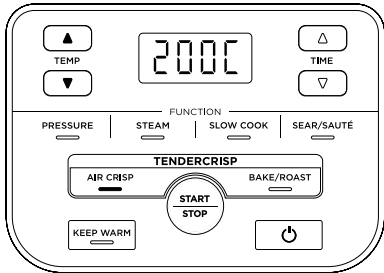 200C
TEMP
TIME
FUNCTION
PRESSURE STEAM SLOW COOK SEAR/SAUTÉ
TENDERCRISP
AIR CRISP BAKE/ROAST
START
STOP
KEEP WARM